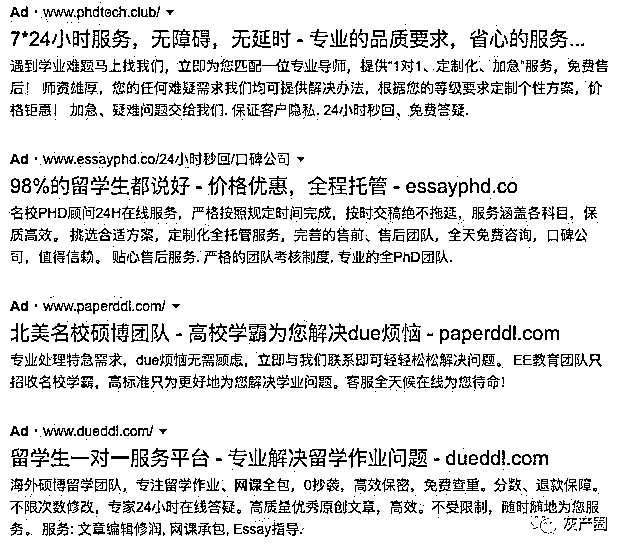 Ad · www.phdtech.club/
7*24小时服务，无障碍，无延时 - 专业的品质要求，省心的服务...
遇到学业难题马上找我们，立即为您匹配一位专业导师，提供“1对1、定制化、加急”服务，免费售
后！ 师资雄厚，您的任何难疑需求我们均可提供解决办法，根据您的等级要求定制个性方案，价
格钜惠！ 加急、疑难问题交给我们. 保证客户隐私. 24小时秒回、免费答疑.
Ad · www.essayphd.co/24小时秒回/口碑公司
98%的留学生都说好 - 价格优惠，全程托管 - essayphd.co
名校PHD顾问24H在线服务，严格按照规定时间完成，按时交稿绝不拖延，服务涵盖各科目，保
质高效。 挑选合适方案，定制化全托管服务，完善的售前、售后团队，全天免费咨询，口碑公
司，值得信赖。 贴心售后服务. 严格的团队考核制度. 专业的全PhD团队.
Ad · www.paperddl.com/
北美名校硕博团队 - 高校学霸为您解决due烦恼 - paperddl.com
专业处理特急需求，due烦恼无需顾虑，立即与我们联系即可轻轻松松解决问题。 EE教育团队只
招收名校学霸，高标准只为更好地为您解决学业问题。客服全天候在线为您待命！
Ad · www.dueddl.com/
留学生一对一服务平台 - 专业解决留学作业问题 - dueddl.com
海外硕博留学团队，专注留学作业、网课全包，0秒袭，高效保密，免费查重。分数、退款保障。
不限次数修改，专家24小时在线答疑。高质量优秀原创文章，高效。不受限制，随时随地为您服
务。 服务: 文章编辑修润, 网课承包, Essay指导.
灰产圈